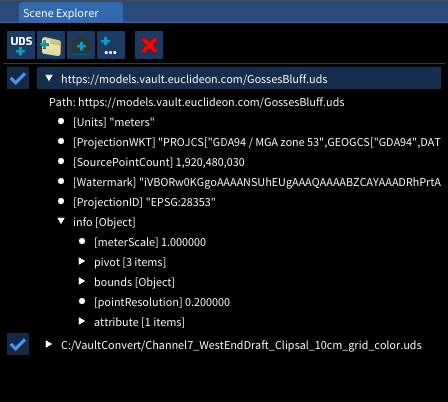 Scene Explorer
UDS
https://models.vault.euclideon.com/GossesBluff.uds
Path: https://models.vault.euclideon.com/GossesBluff.uds
[Units] "meters"
[ProjectionWKT] "PROJCS["GDA94 / MGA zone 53",GEOGCS["GDA94",DAT
[SourcePointCount] 1,920,480,030
[Watermark] "iVBORw0KGgoAAAANSUhEUgAAAQAAAABZCAYAAADRhPrtA
[ProjectionID] "EPSG:28353"
info [Object]
[meterScale] 1.000000
pivot [3 items]
bounds [Object]
[pointResolution] 0.200000
attribute [1 items]
C:/VaultConvert/Channel7_WestEndDraft_Clipsal_10cm_grid_color.uds